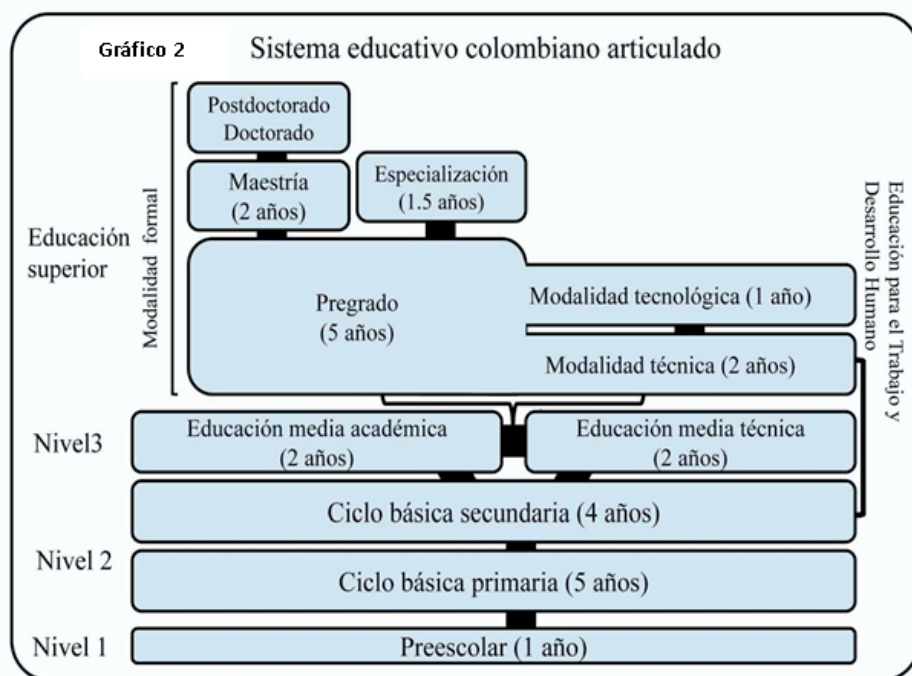 Gráfico 2
Sistema educativo colombiano articulado
Postdoctorado
Doctorado
Maestría
(2 años)
Especialización
(1.5 años)
Educación
superior
Modalidad formal
Pregrado
(5 años)
Modalidad tecnológica (1 año)
Modalidad técnica (2 años)
Educación para el Trabajo y
Desarrollo Humano
Nivel3
Educación media académica
(2 años)
Educación media técnica
(2 años)
Ciclo básica secundaria (4 años)
Nivel 2
Ciclo básica primaria (5 años)
Nivel 1
Preescolar (1 año)